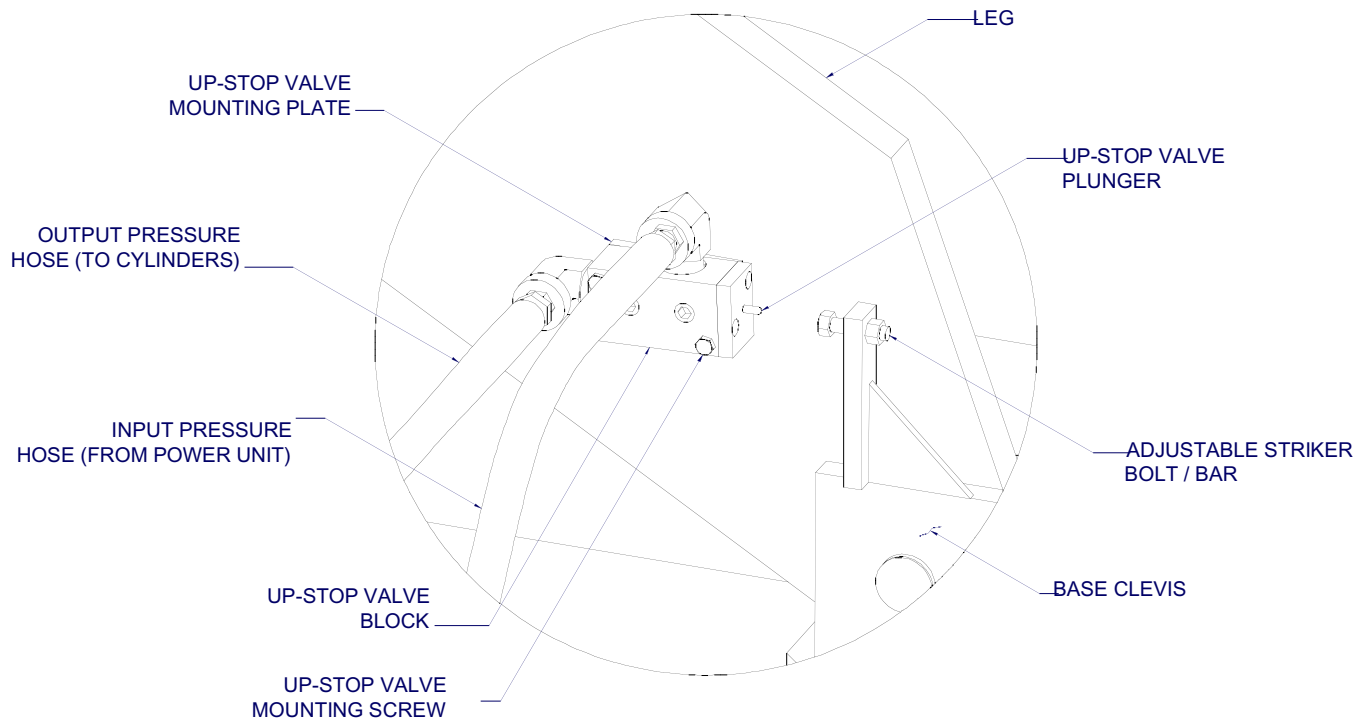 LEG
UP-STOP VALVE
MOUNTING PLATE
UP-STOP VALVE
PLUNGER
OUTPUT PRESSURE
HOSE (TO CYLINDERS)
INPUT PRESSURE
HOSE (FROM POWER UNIT)
ADJUSTABLE STRIKER
BOLT / BAR
BASE CLEVIS
UP-STOP VALVE
BLOCK
UP-STOP VALVE
MOUNTING SCREW